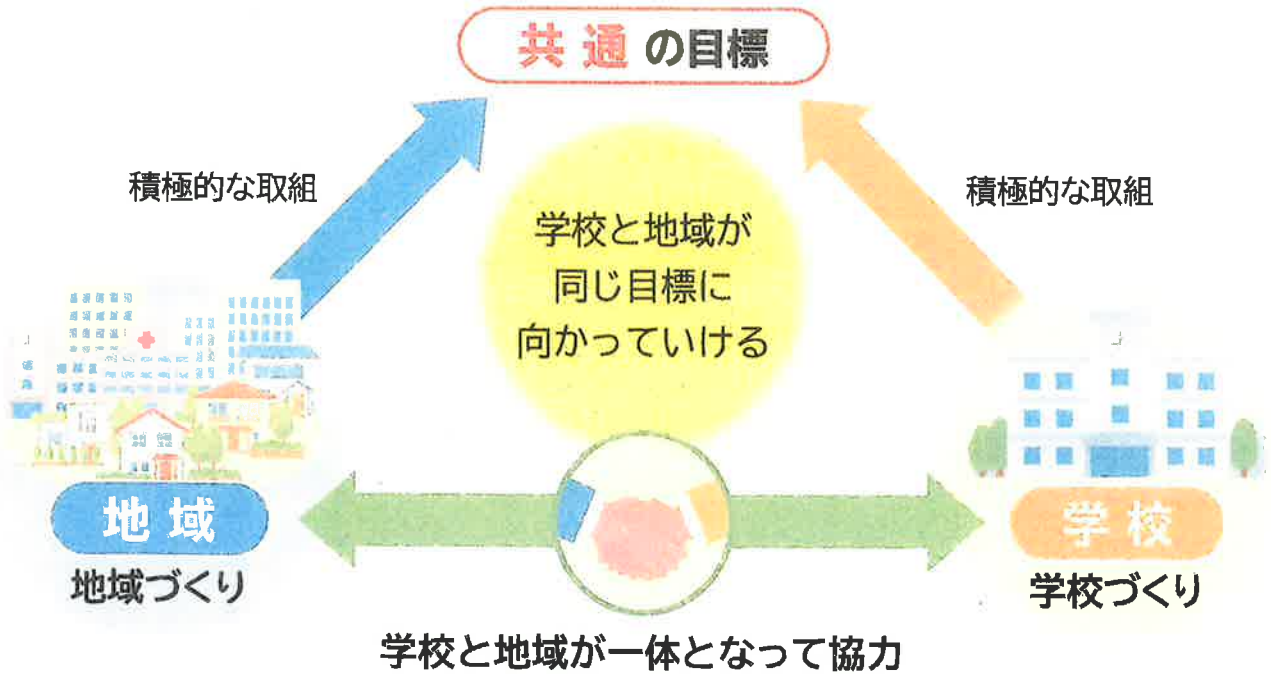 共通の目標
積極的な取組
積極的な取組
学校と地域が
同じ目標に
向かっていける
地域
学校
地域づくり
学校づくり
学校と地域が一体となって協力